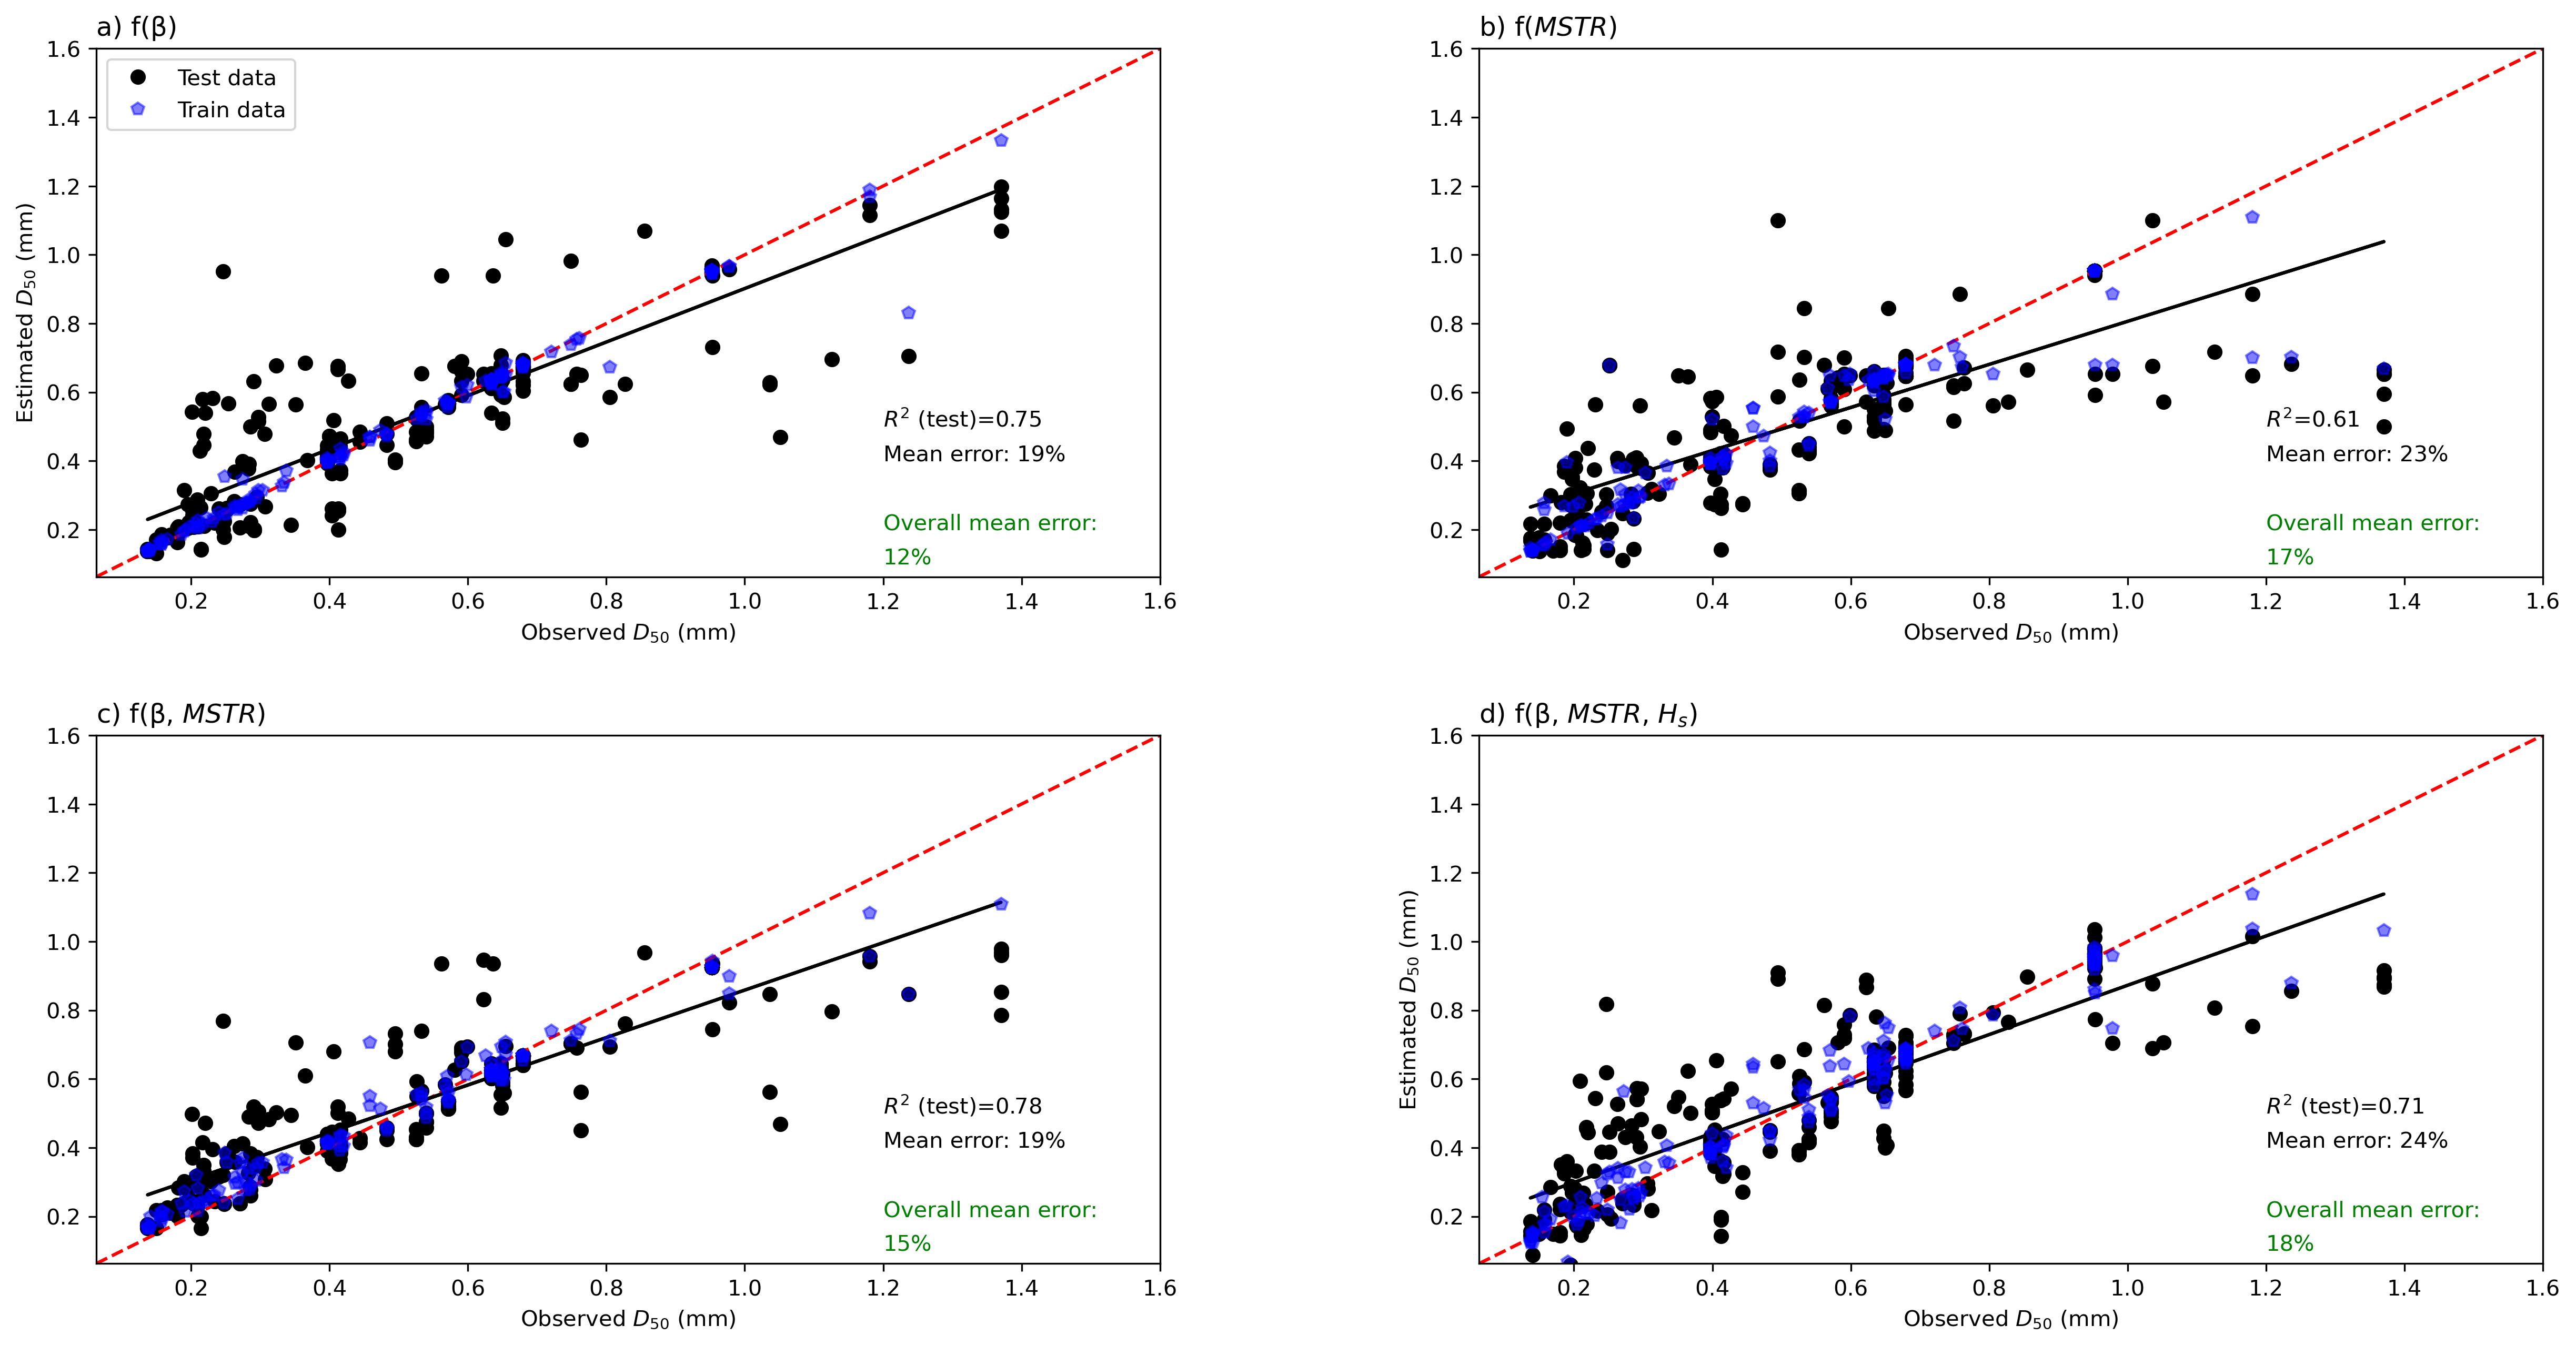 a) f(β)
1.6
1.4
1.2
1.0
0.8
0.6
0.4
0.2
Estimated D50 (mm)
Test data
Train data
R2 (test)=0.75
Mean error: 19%
Overall mean error:
12%
0.2 0.4 0.6 0.8 1.0 1.2 1.4 1.6
Observed D50 (mm)
b) f(MSTR)
1.6
1.4
1.2
1.0
0.8
0.6
0.4
0.2
R2=0.61
Mean error: 23%
Overall mean error:
17%
0.2 0.4 0.6 0.8 1.0 1.2 1.4 1.6
Observed D50 (mm)
c) f(β, MSTR)
1.6
1.4
1.2
1.0
0.8
0.6
0.4
0.2
R2 (test)=0.78
Mean error: 19%
Overall mean error:
15%
0.2 0.4 0.6 0.8 1.0 1.2 1.4 1.6
Observed D50 (mm)
d) f(β, MSTR, Hs)
1.6
1.4
1.2
1.0
0.8
0.6
0.4
0.2
Estimated D50 (mm)
R2 (test)=0.71
Mean error: 24%
Overall mean error:
18%
0.2 0.4 0.6 0.8 1.0 1.2 1.4 1.6
Observed D50 (mm)